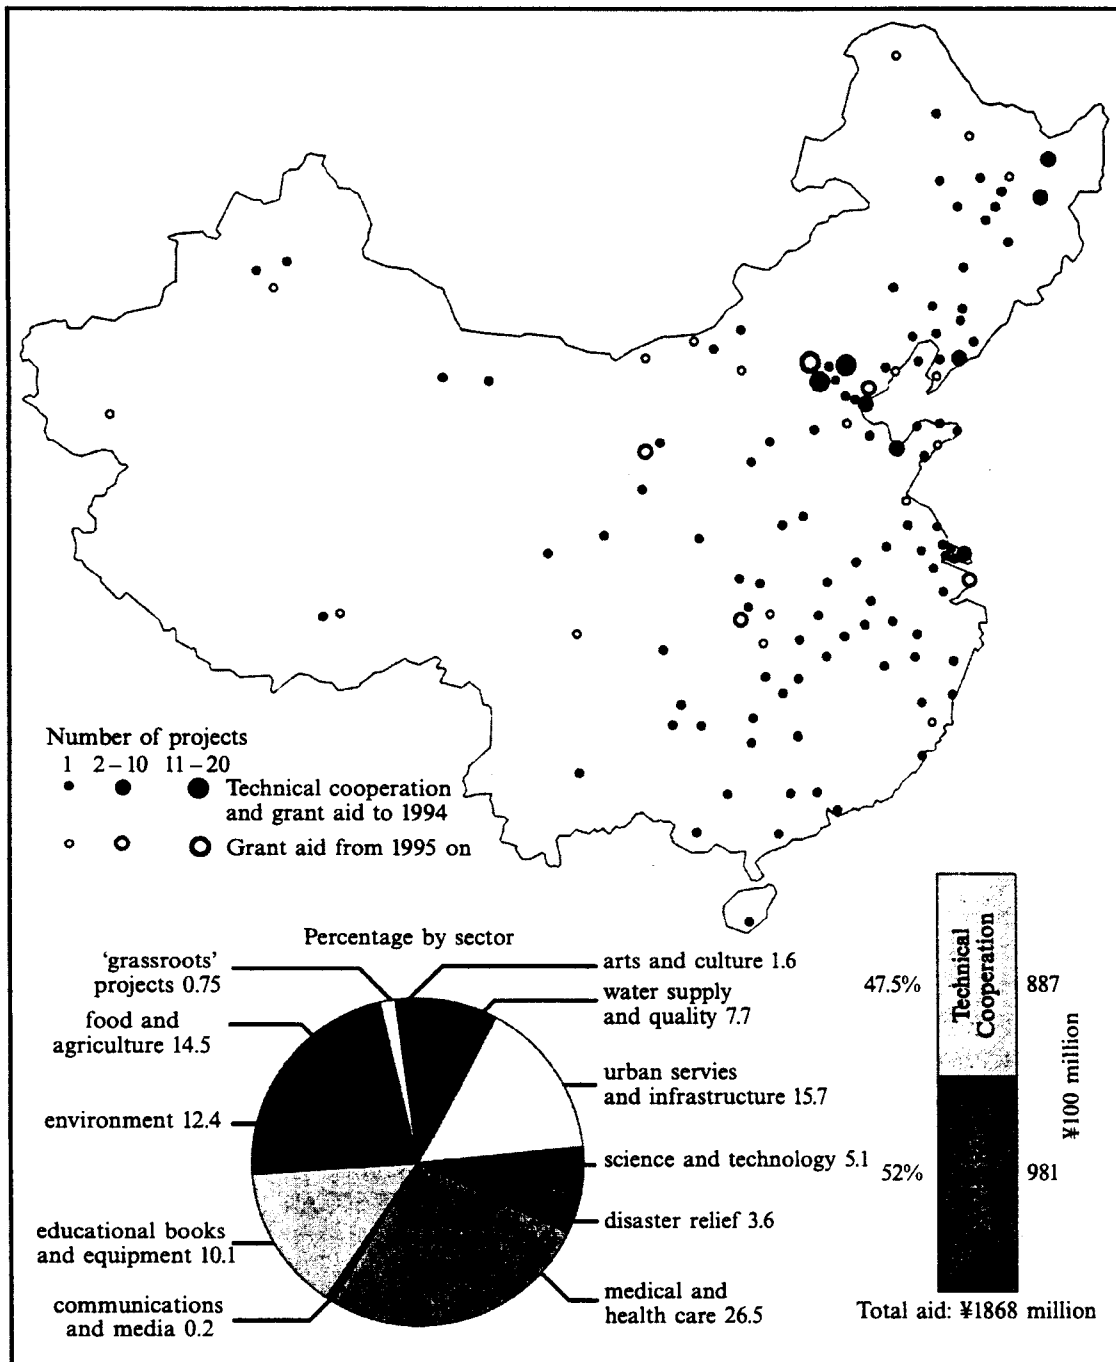 Number of projects
1 2–10 11–20
Technical cooperation
and grant aid to 1994
Grant aid from 1995 on
Percentage by sector
'grassroots'
projects 0.75
food and
agriculture 14.5
environment 12.4
educational books
and equipment 10.1
communications
and media 0.2
arts and culture 1.6
water supply
and quality 7.7
urban servies
and infrastructure 15.7
science and technology 5.1
disaster relief 3.6
medical and
health care 26.5
47.5%
Technical
Cooperation
887
52%
981
¥100 million
Total aid: ¥1868 million